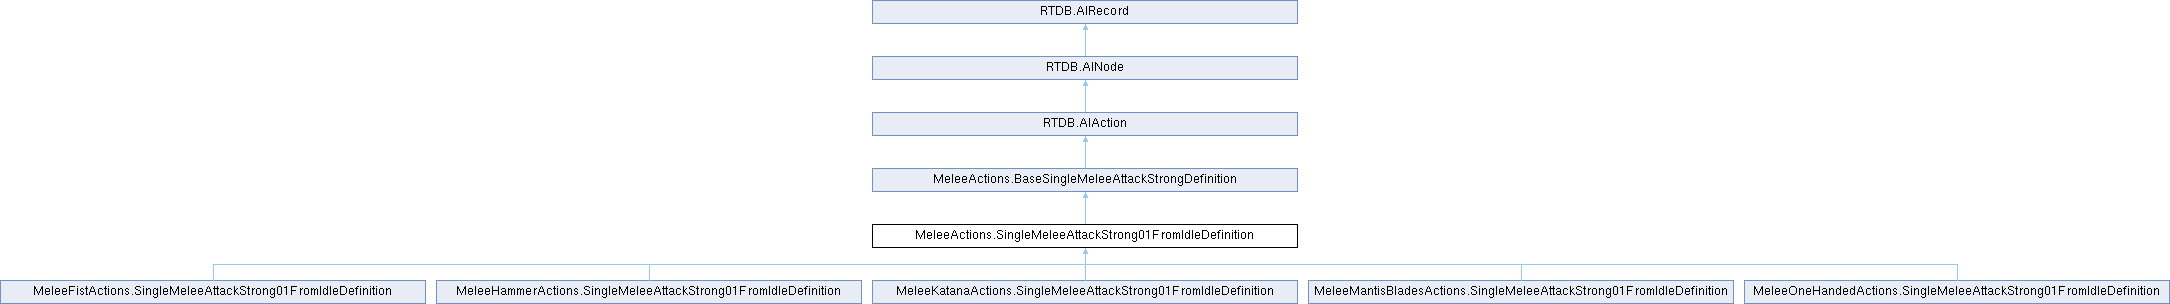 RTDB.AIRecord
RTDB.AINode
RTDB.AIAction
MeleeActions.BaseSingleMeleeAttackStrongDefinition
MeleeActions.SingleMeleeAttackStrong01FromIdleDefinition
MeleeFistActions.SingleMeleeAttackStrong01FromIdleDefinition
MeleeHammerActions.SingleMeleeAttackStrong01FromIdleDefinition
MeleeKatanaActions.SingleMeleeAttackStrong01FromIdleDefinition
MeleeMantisBladesActions.SingleMeleeAttackStrong01FromIdleDefinition
MeleeOneHandedActions.SingleMeleeAttackStrong01FromIdleDefinition